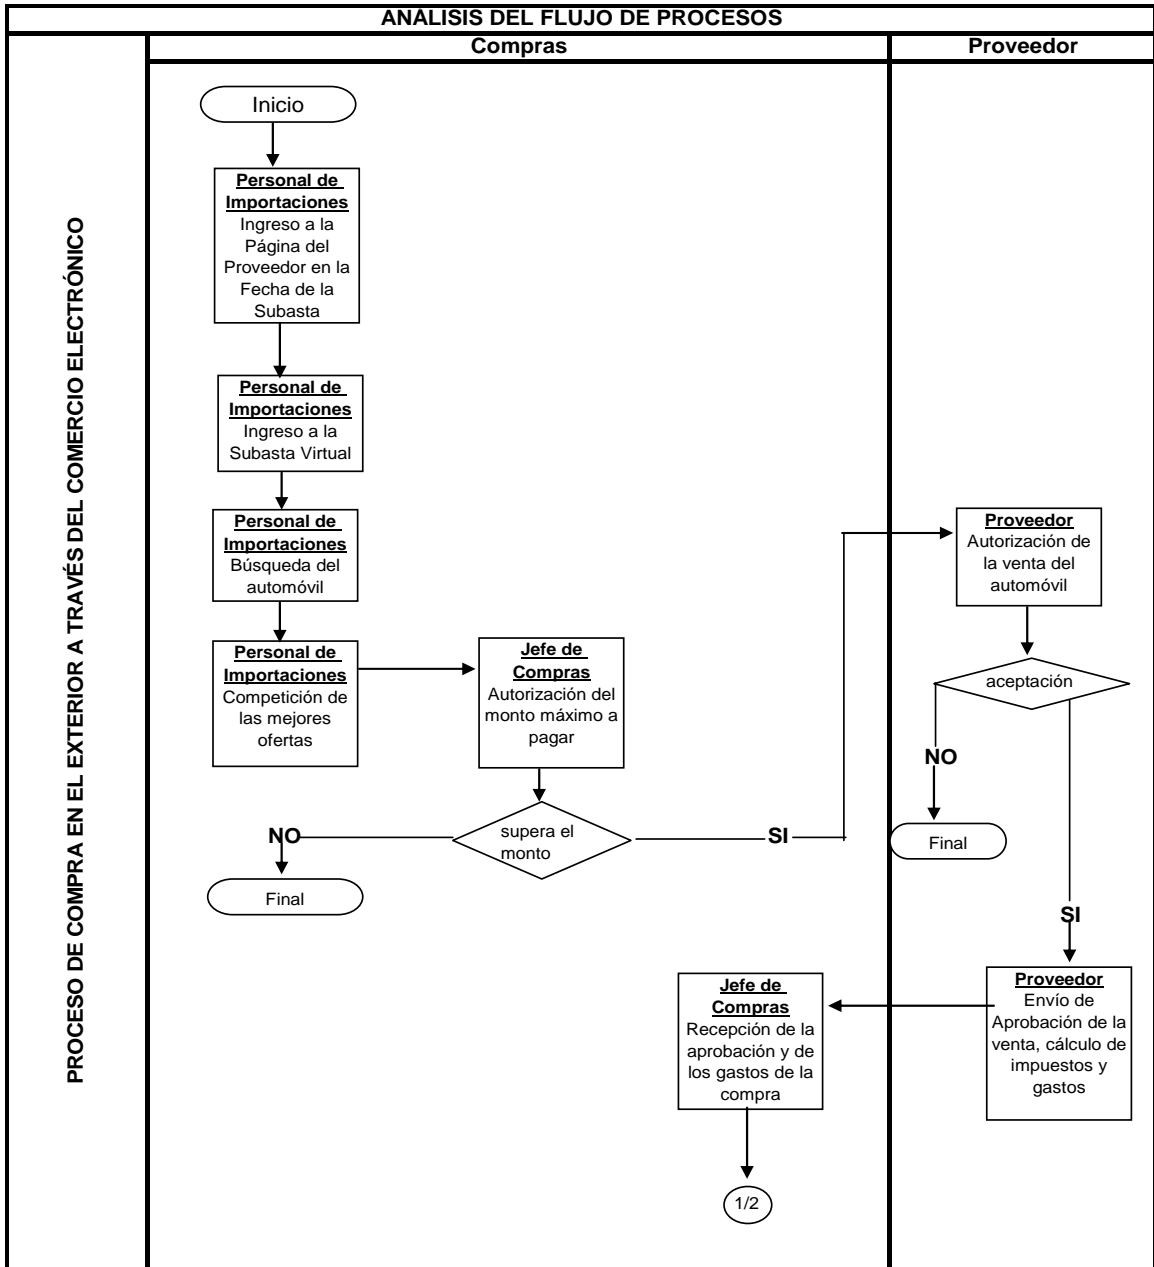 ANÁLISIS DEL FLUJO DE PROCESOS
Compras
Proveedor
PROCESO DE COMPRA EN EL EXTERIOR A TRAVÉS DEL COMERCIO ELECTRÓNICO
Inicio
Personal de
Importaciones
Ingreso a la
Página del
Proveedor en la
Fecha de la
Subasta
Personal de
Importaciones
Ingreso a la
Subasta Virtual
Personal de
Importaciones
Búsqueda del
automóvil
Personal de
Importaciones
Competición de
las mejores
ofertas
Jefe de
Compras
Autorización del
monto máximo a
pagar
supera el
monto
NO
Final
SI
Proveedor
Autorización de
la venta del
automóvil
aceptación
NO
Final
SI
Proveedor
Envío de
Aprobación de la
venta, cálculo de
impuestos y
gastos
Jefe de
Compras
Recepción de la
aprobación y de
los gastos de la
compra
1/2